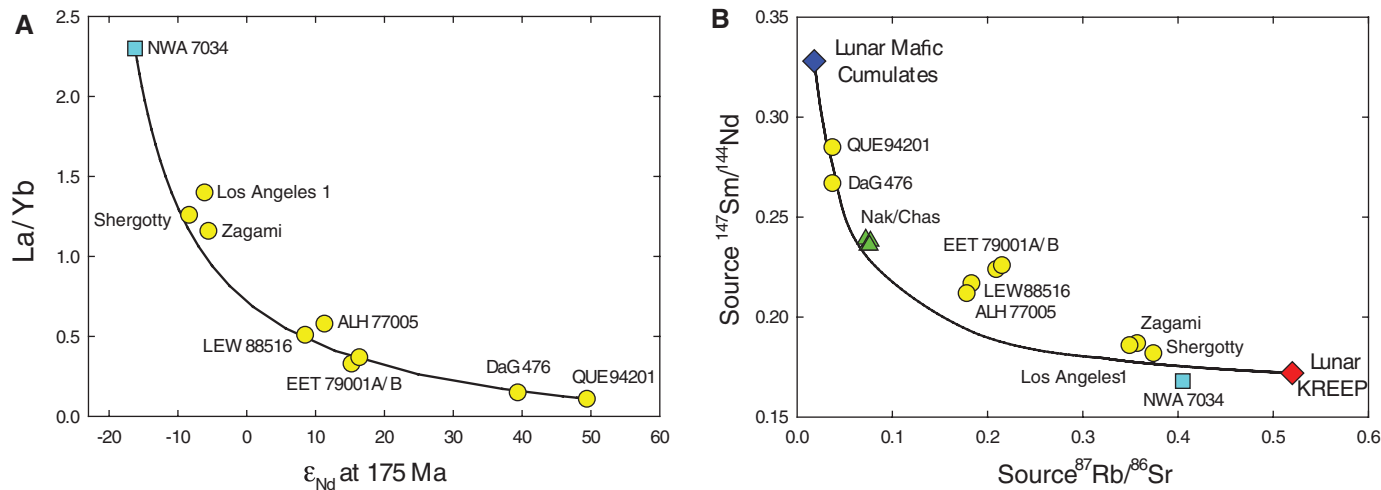 A
La/Yb
2.5
2.0
1.5
1.0
0.5
0.0
NWA 7034
Los Angeles 1
Shergotty
Zagami
ALH 77005
LEW 88516
EET 79001A/B
DaG 476
QUE 94201
-20 -10 0 10 20 30 40 50 60
εNd at 175 Ma
B
Source 147Sm/144Nd
0.35
0.30
0.25
0.20
0.15
Lunar Mafic
Cumulates
QUE94201
DaG 476
Nak/Chas
EET 79001A/B
LEW88516
ALH 77005
Zagami
Shergotty
Los Angeles1
Lunar
KREEP
NWA 7034
0.0 0.1 0.2 0.3 0.4 0.5 0.6
Source87Rb/86Sr